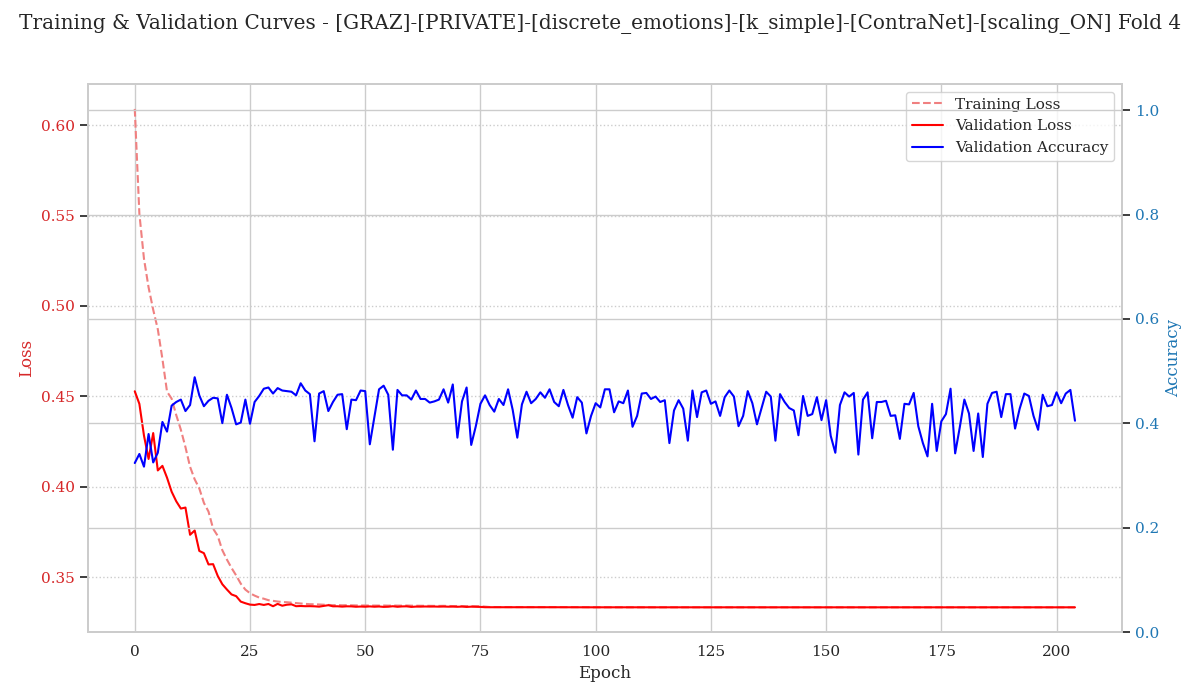 Training & Validation Curves - [GRAZ]-[PRIVATE]-[discrete_emotions]-[k_simple]-[ContraNet]-[scaling_ON] Fold 4
Training Loss
Validation Loss
Validation Accuracy
0.60
0.55
0.50
0.45
0.40
0.35
Loss
1.0
0.8
0.6
0.4
0.2
0.0
Accuracy
0 25 50 75 100 125 150 175 200
Epoch